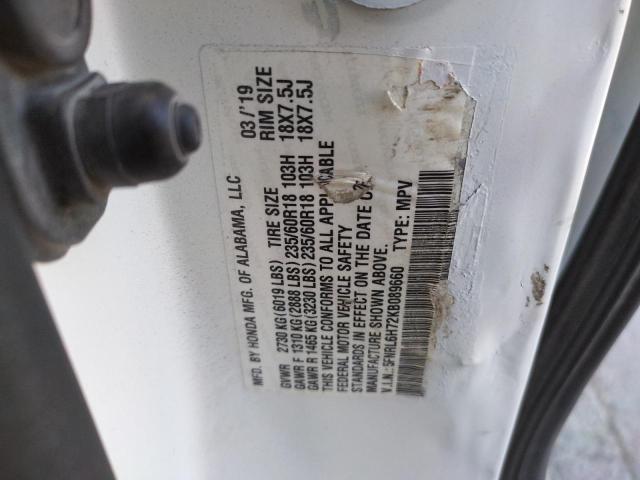 MFD. BY HONDA MFG. OF ALABAMA, LLC 03/'19
GVWR 2730 KG (6019 LBS) TIRE SIZE RIM SIZE
GAWR F 1310 KG (2888 LBS) 235/60R18 103H 18X7.5J
GAWR R 1465 KG (3230 LBS) 235/60R18 103H 18X7.5J
THIS VEHICLE CONFORMS TO ALL APPLICABLE
FEDERAL MOTOR VEHICLE SAFETY
STANDARDS IN EFFECT ON THE DATE
MANUFACTURE SHOWN ABOVE.
V.I.N.: 5FNRL6H72KB089660 TYPE: MPV